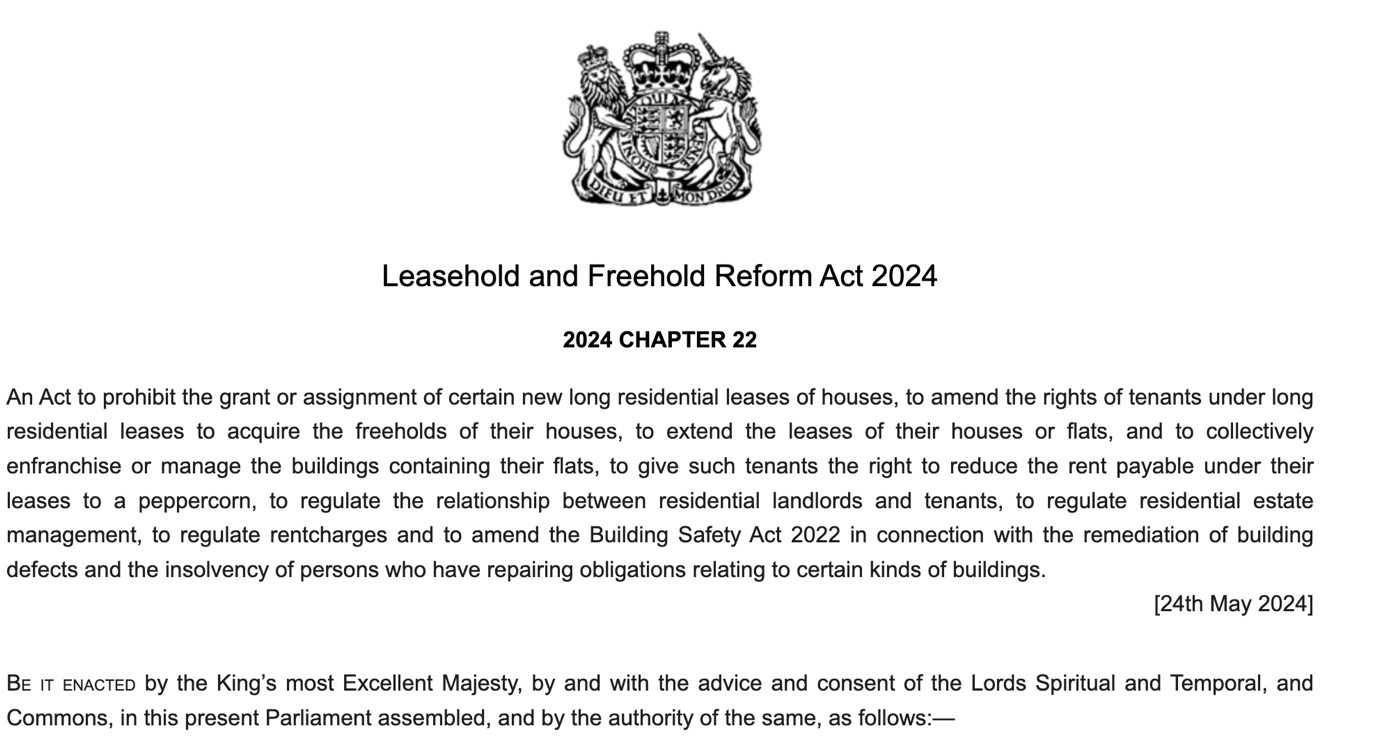 QUI
HONI
PENSE
DIEU ET MON DROIT
Leasehold and Freehold Reform Act 2024
2024 CHAPTER 22
An Act to prohibit the grant or assignment of certain new long residential leases of houses, to amend the rights of tenants under long
residential leases to acquire the freeholds of their houses, to extend the leases of their houses or flats, and to collectively
enfranchise or manage the buildings containing their flats, to give such tenants the right to reduce the rent payable under their
leases to a peppercorn, to regulate the relationship between residential landlords and tenants, to regulate residential estate
management, to regulate rentcharges and to amend the Building Safety Act 2022 in connection with the remediation of building
defects and the insolvency of persons who have repairing obligations relating to certain kinds of buildings.
[24th May 2024]
BE IT ENACTED by the King’s most Excellent Majesty, by and with the advice and consent of the Lords Spiritual and Temporal, and
Commons, in this present Parliament assembled, and by the authority of the same, as follows:—